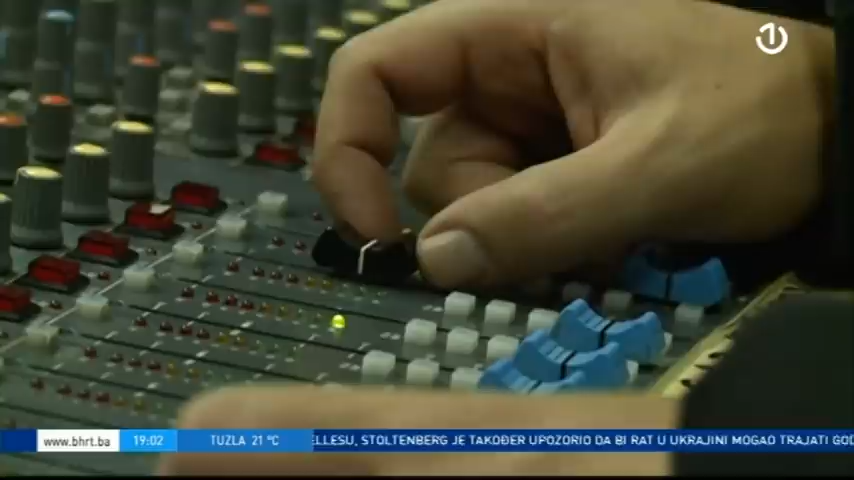 1
www.bhrt.ba 19:02 TUZLA 21 °C ELLESU, STOLTENBERG JE TAKOĐER UPOZORIO DA BI RAT U UKRAJINI MOGAO TRAJATI GOD